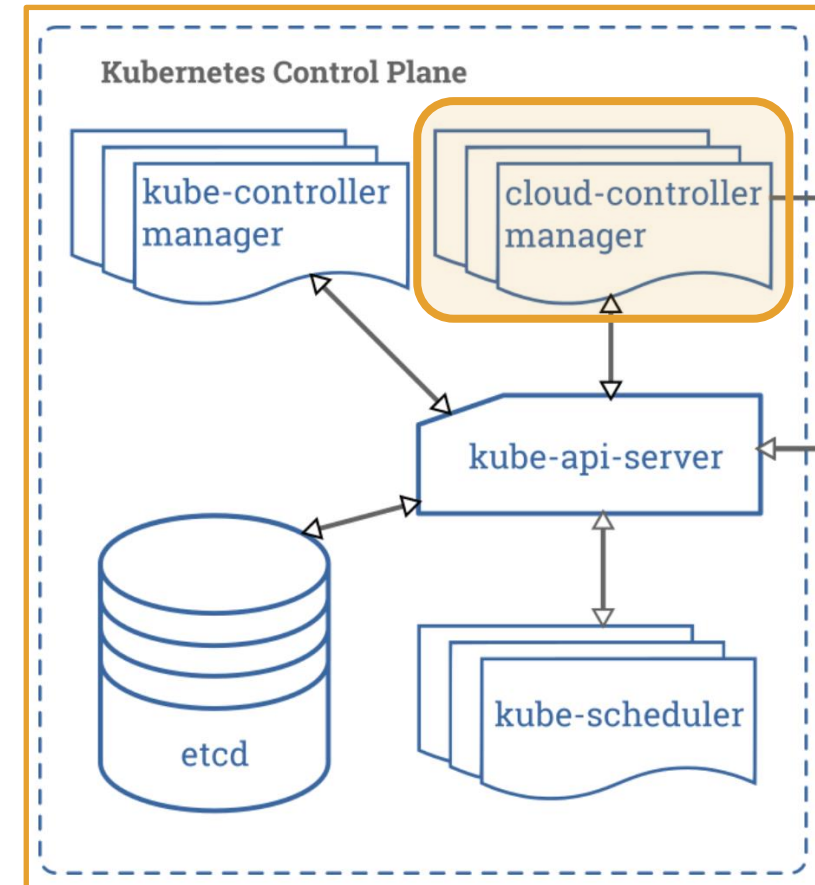 Kubernetes Control Plane
kube-controller
manager
cloud-controller
manager
kube-api-server
etcd
kube-scheduler